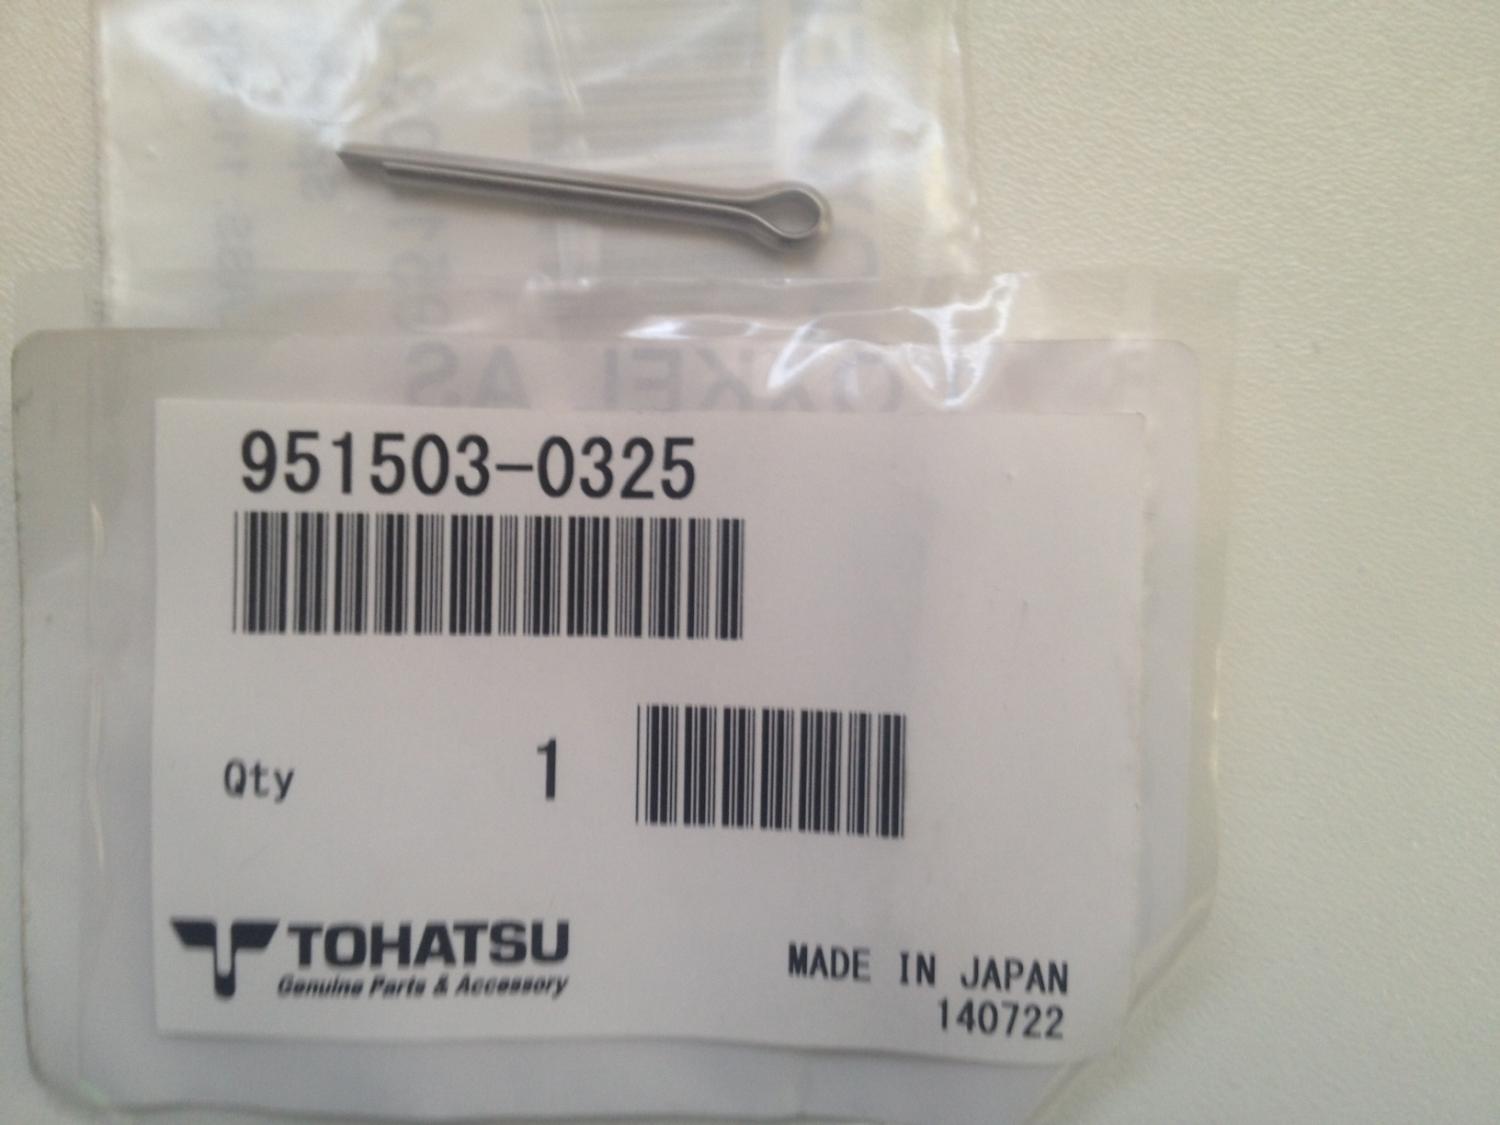 951503-0325
Qty 1
TOHATSU
Genuine Parts & Accessory
MADE IN JAPAN
140722